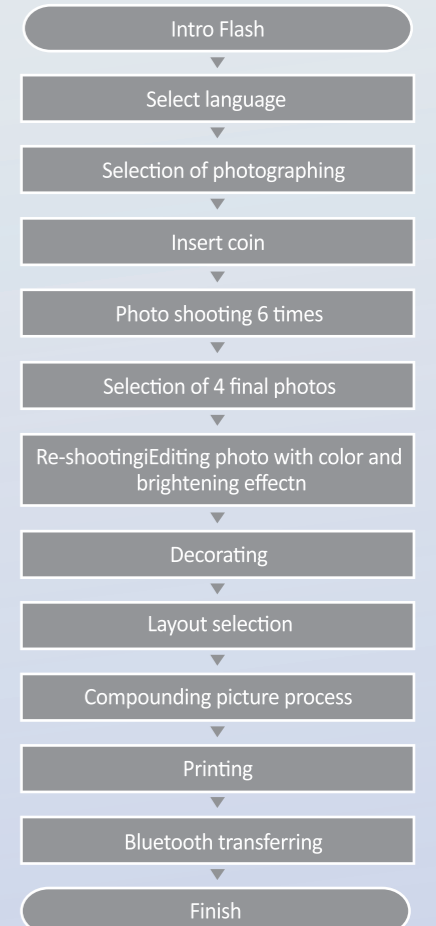 Intro Flash
Select language
Selection of photographing
Insert coin
Photo shooting 6 times
Selection of 4 final photos
Re-shootingiEditing photo with color and
brightening effectn
Decorating
Layout selection
Compounding picture process
Printing
Bluetooth transferring
Finish